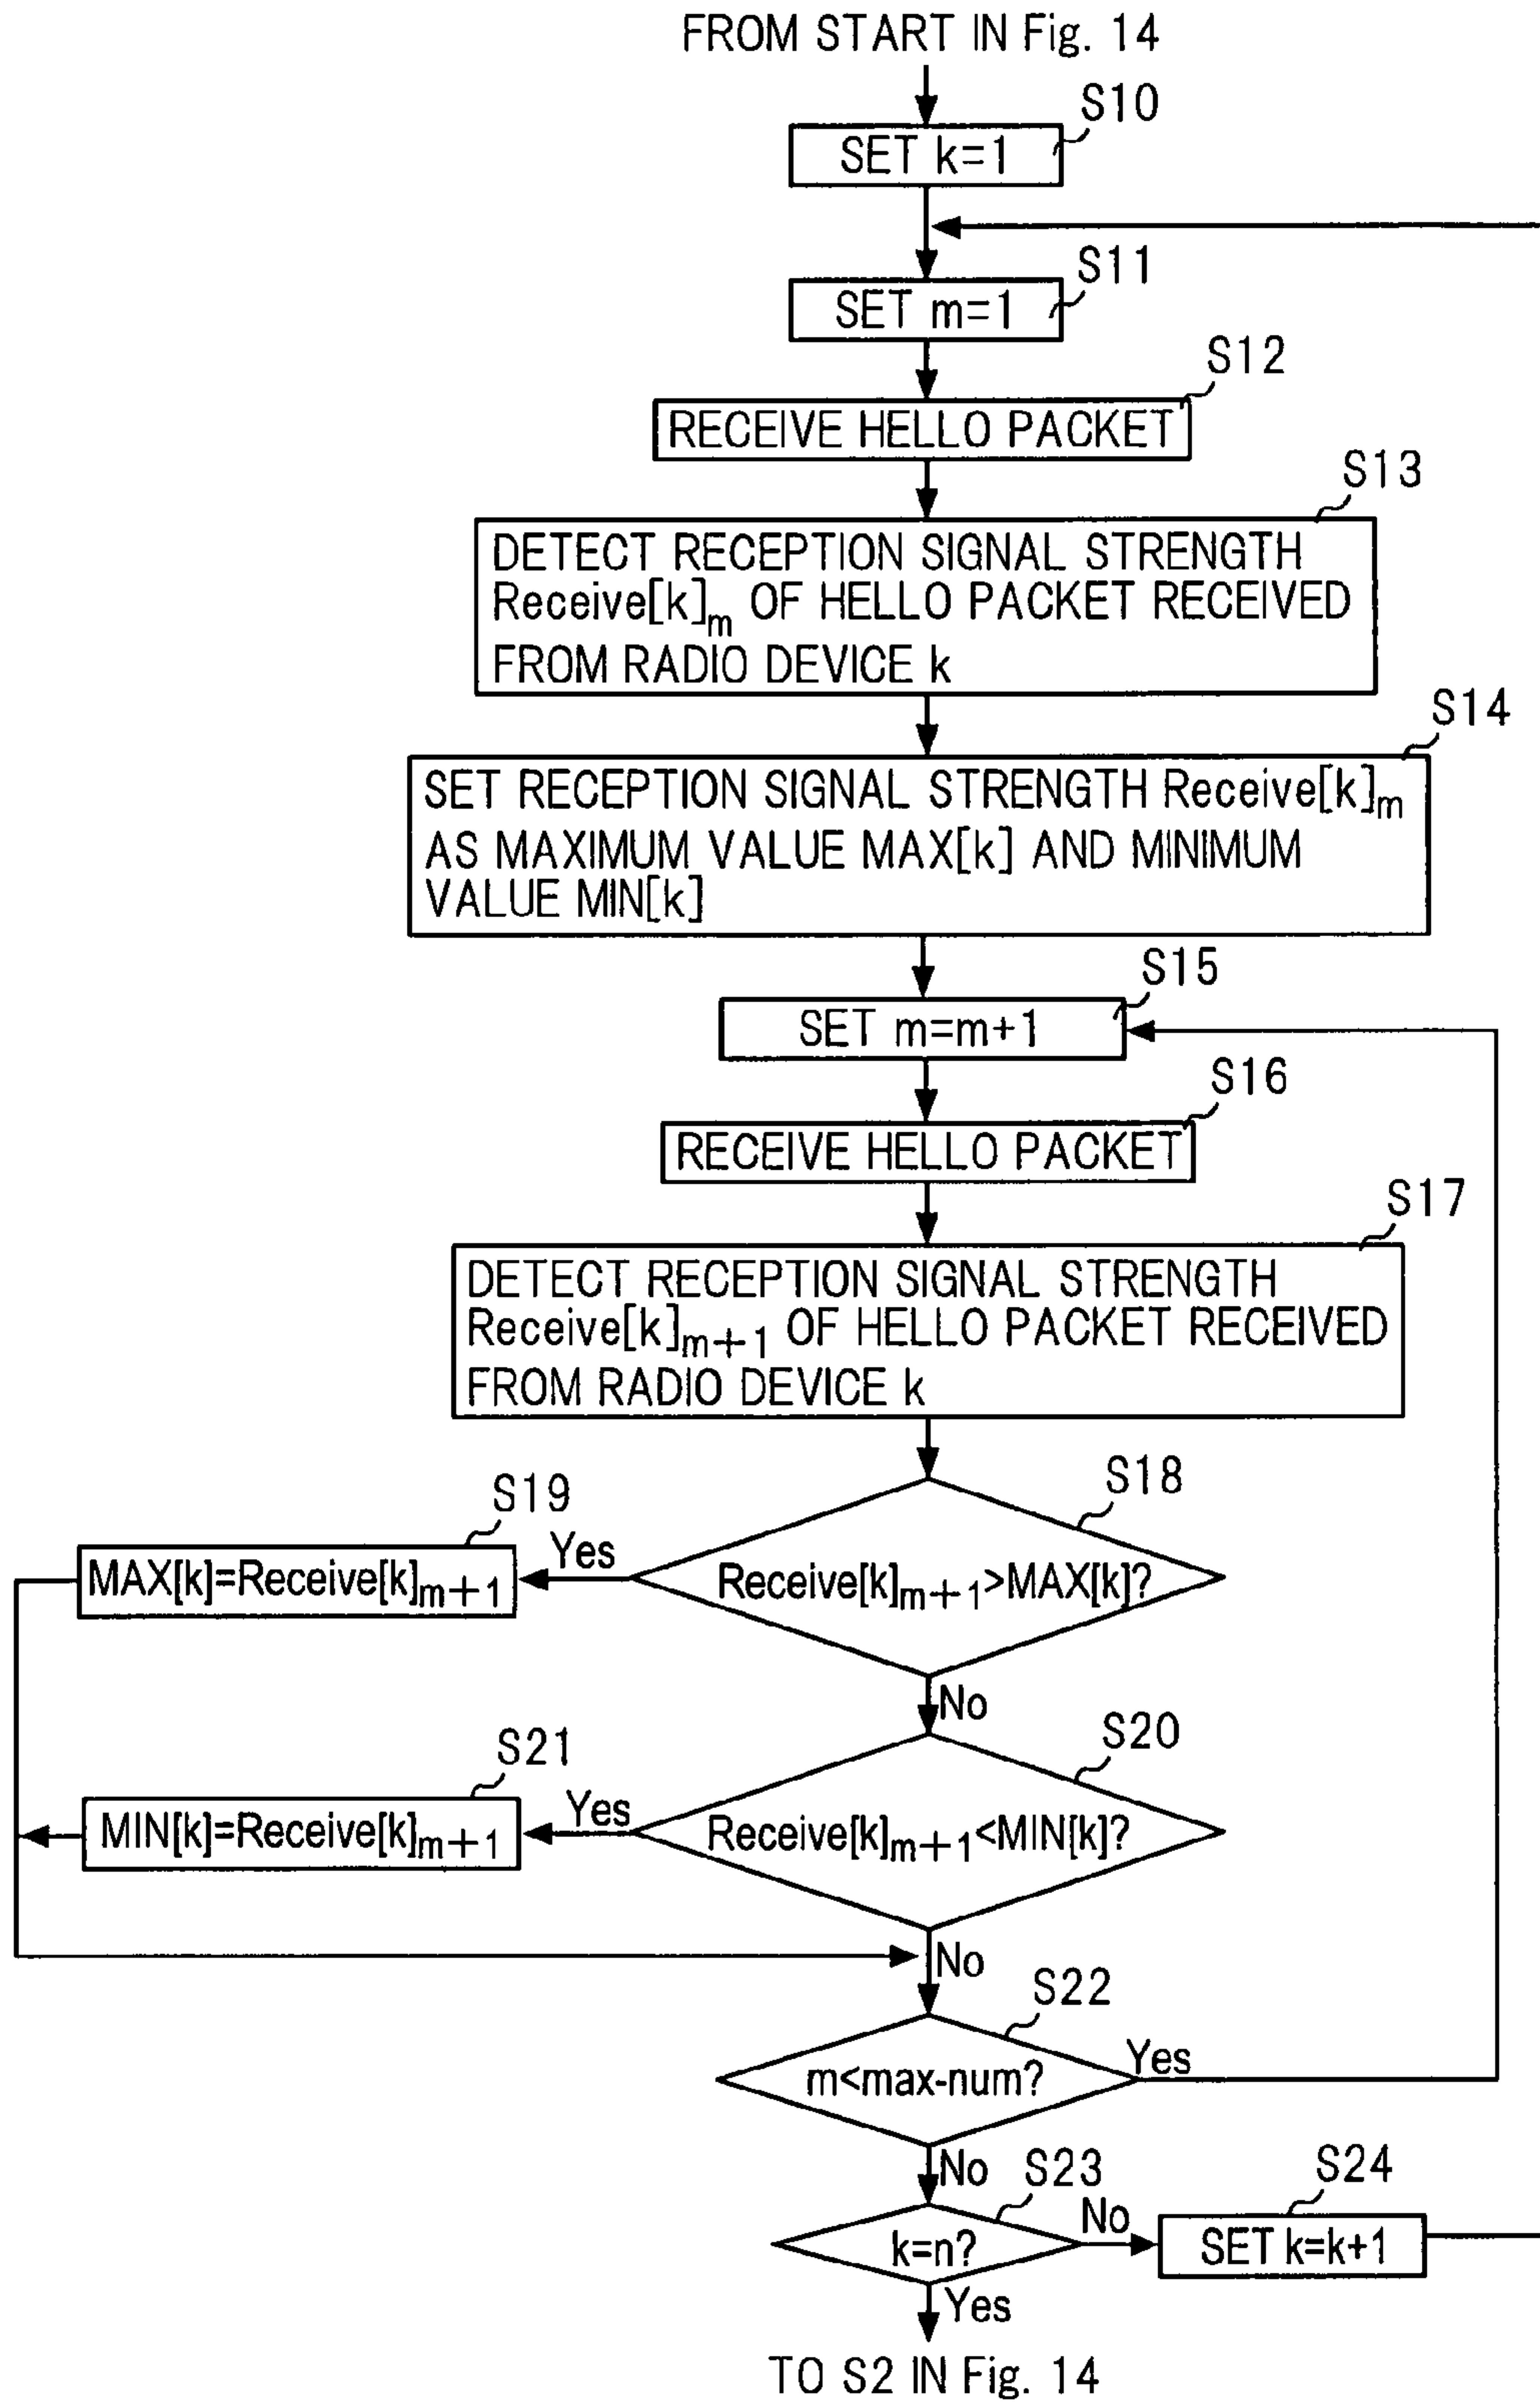 FROM START IN Fig. 14
S10
SET k=1
S11
SET m=1
S12
RECEIVE HELLO PACKET
S13
DETECT RECEPTION SIGNAL STRENGTH
Receive[k]m OF HELLO PACKET RECEIVED
FROM RADIO DEVICE k
S14
SET RECEPTION SIGNAL STRENGTH Receive[k]m
AS MAXIMUM VALUE MAX[k] AND MINIMUM
VALUE MIN[k]
S15
SET m=m+1
S16
RECEIVE HELLO PACKET
S17
DETECT RECEPTION SIGNAL STRENGTH
Receive[k]m+1 OF HELLO PACKET RECEIVED
FROM RADIO DEVICE k
S18
Receive[k]m+1>MAX[k]?
Yes
S19
MAX[k]=Receive[k]m+1
No
S20
Receive[k]m+1<MIN[k]?
Yes
S21
MIN[k]=Receive[k]m+1
No
S22
m<max-num?
Yes
No
S23
k=n?
No
S24
SET k=k+1
Yes
TO S2 IN Fig. 14